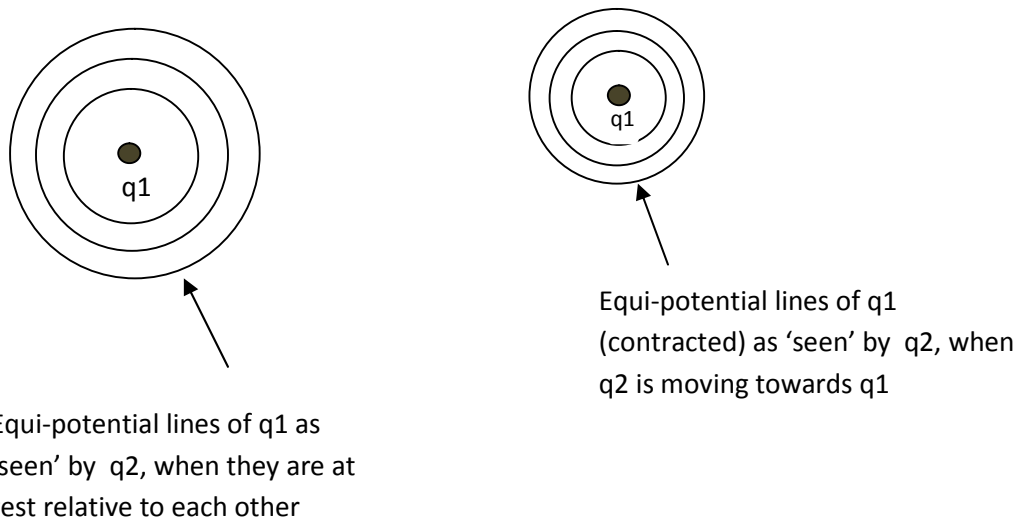 q1
q1
Equi-potential lines of q1
(contracted) as ‘seen’ by q2, when
q2 is moving towards q1
Equi-potential lines of q1 as
seen’ by q2, when they are at
est relative to each other